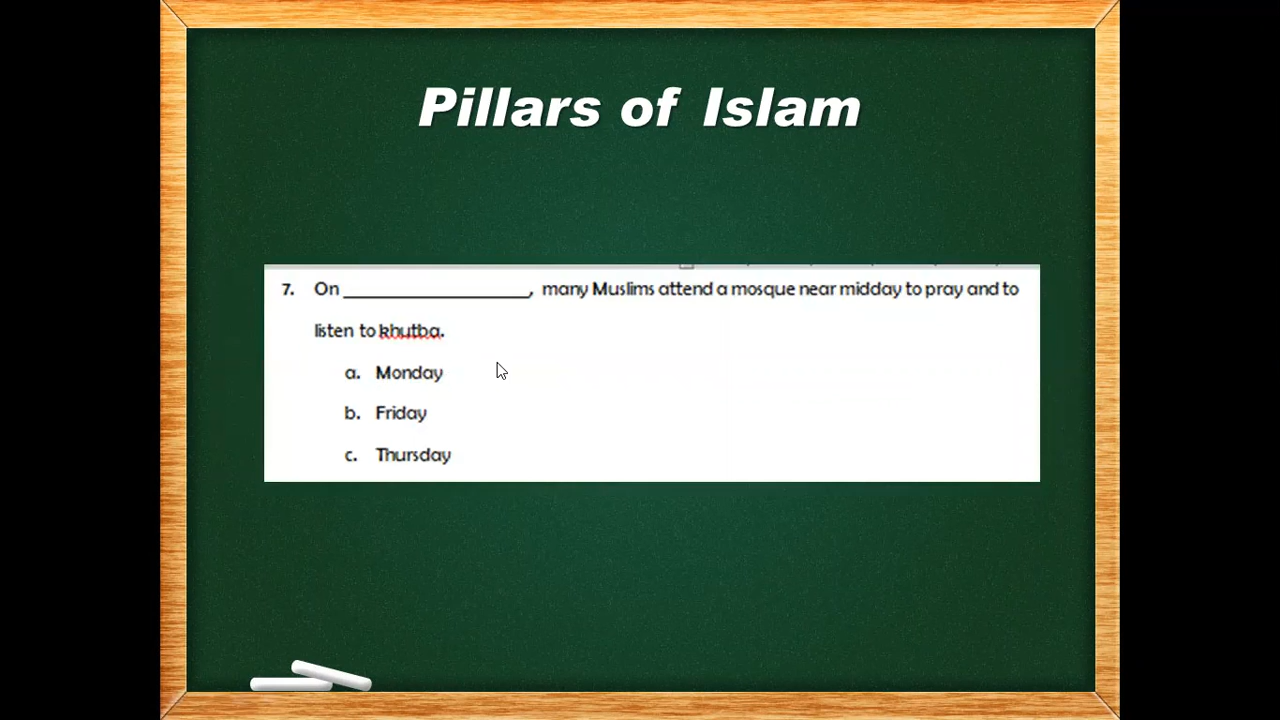 Pillars of Islam
7. On ____________________, many Muslims attend a mosque near midday to pray and to
listen to khutba.
a. Monday
b. Friday
c. Thursday